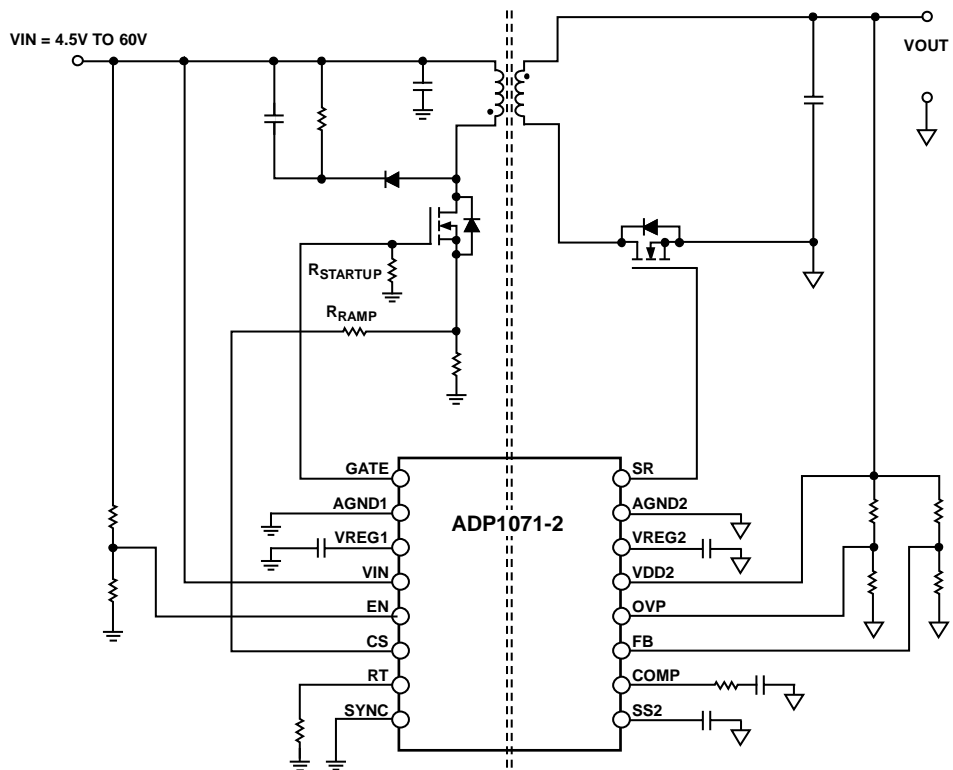 VIN = 4.5V TO 60V
VOUT
RSTARTUP
RRAMP
GATE
SR
AGND1
AGND2
ADP1071-2
VREG1
VREG2
VIN
VDD2
EN
OVP
CS
FB
RT
COMP
SYNC
SS2